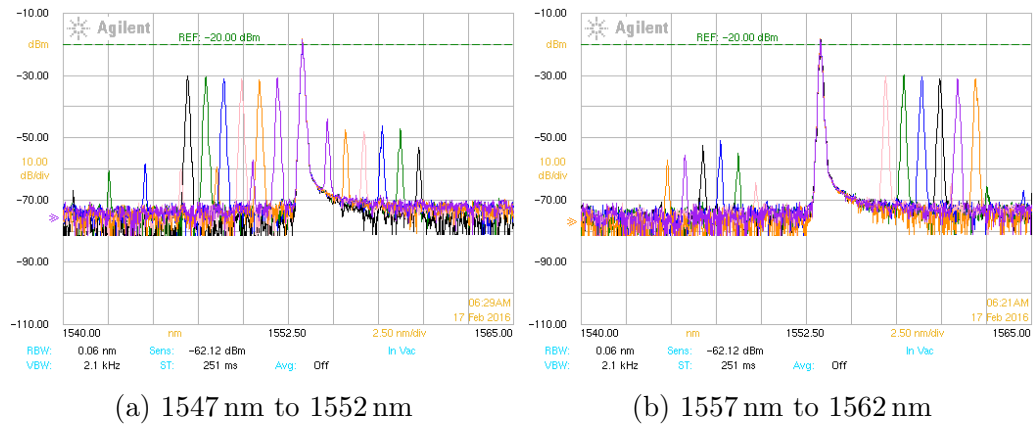 -10.00
Agilent
dBm
REF: -20.00 dBm
-30.00
-50.00
10.00
dB/div
-70.00
-90.00
06:29AM
-110.00
17 Feb 2016
1540.00 nm 1552.50 2.50 nm/div 1565.00
RBW: 0.06 nm Sens: -62.12 dBm In Vac
VBW: 2.1 kHz ST: 251 ms Avg: Off
(a) 1547 nm to 1552 nm
-10.00
Agilent
dBm
REF: -20.00 dBm
-30.00
-50.00
10.00
dB/div
-70.00
-90.00
06:21AM
-110.00
17 Feb 2016
1540.00 nm 1552.50 2.50 nm/div 1565.00
RBW: 0.06 nm Sens: -62.12 dBm In Vac
VBW: 2.1 kHz ST: 251 ms Avg: Off
(b) 1557 nm to 1562 nm